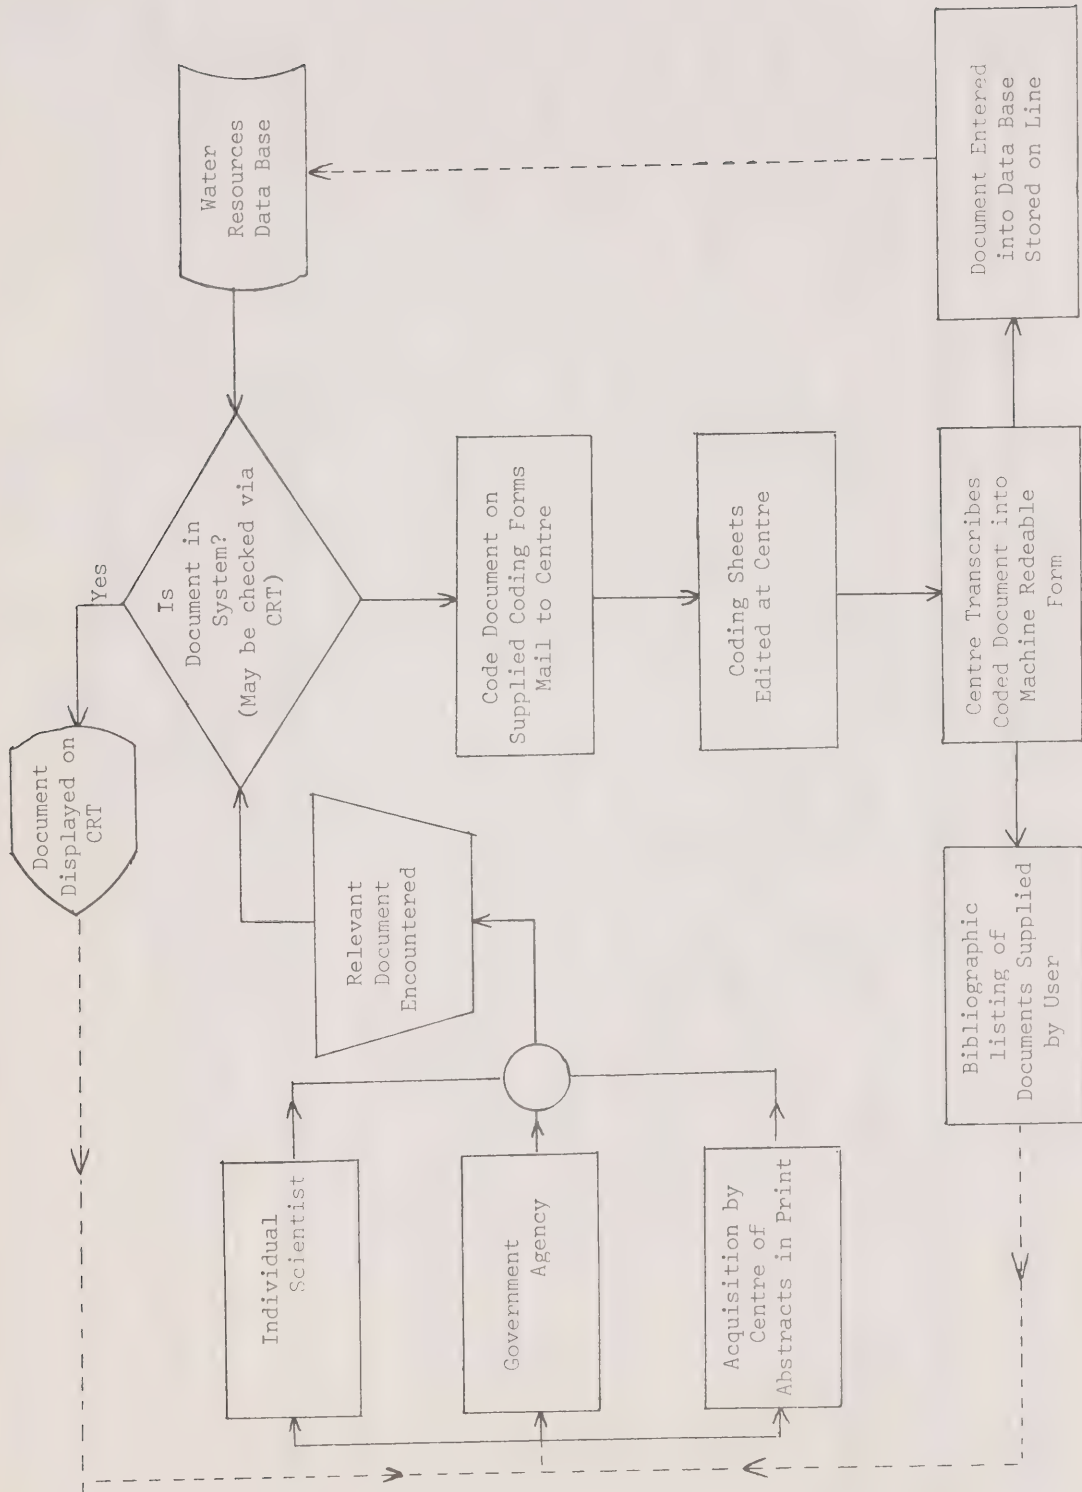 Individual
Scientist
Government
Agency
Acquisition by
Centre of
Abstracts in Print
Relevant
Document
Encountered
Document
Displayed on
CRT
Yes
Is
Document in
System?
(May be checked via
CRT)
Water
Resources
Data Base
Code Document on
Supplied Coding Forms
Mail to Centre
Coding Sheets
Edited at Centre
Centre Transcribes
Coded Document into
Machine Redeable
Form
Bibliographic
listing of
Documents Supplied
by User
Document Entered
into Data Base
Stored on Line